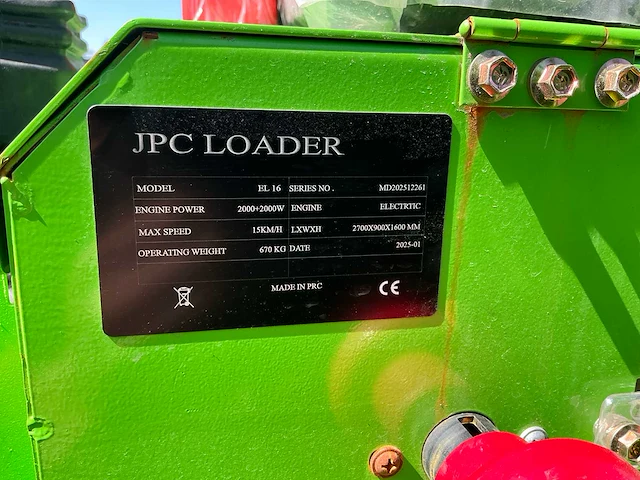 JPC LOADER
MODEL EL 16 SERIES NO. MD202512261
ENGINE POWER 2000+2000W ENGINE ELECTRTIC
MAX SPEED 15KM/H LXWXH 2700X900X1600 MM
OPERATING WEIGHT 670 KG DATE 2025-01
MADE IN PRC
CE